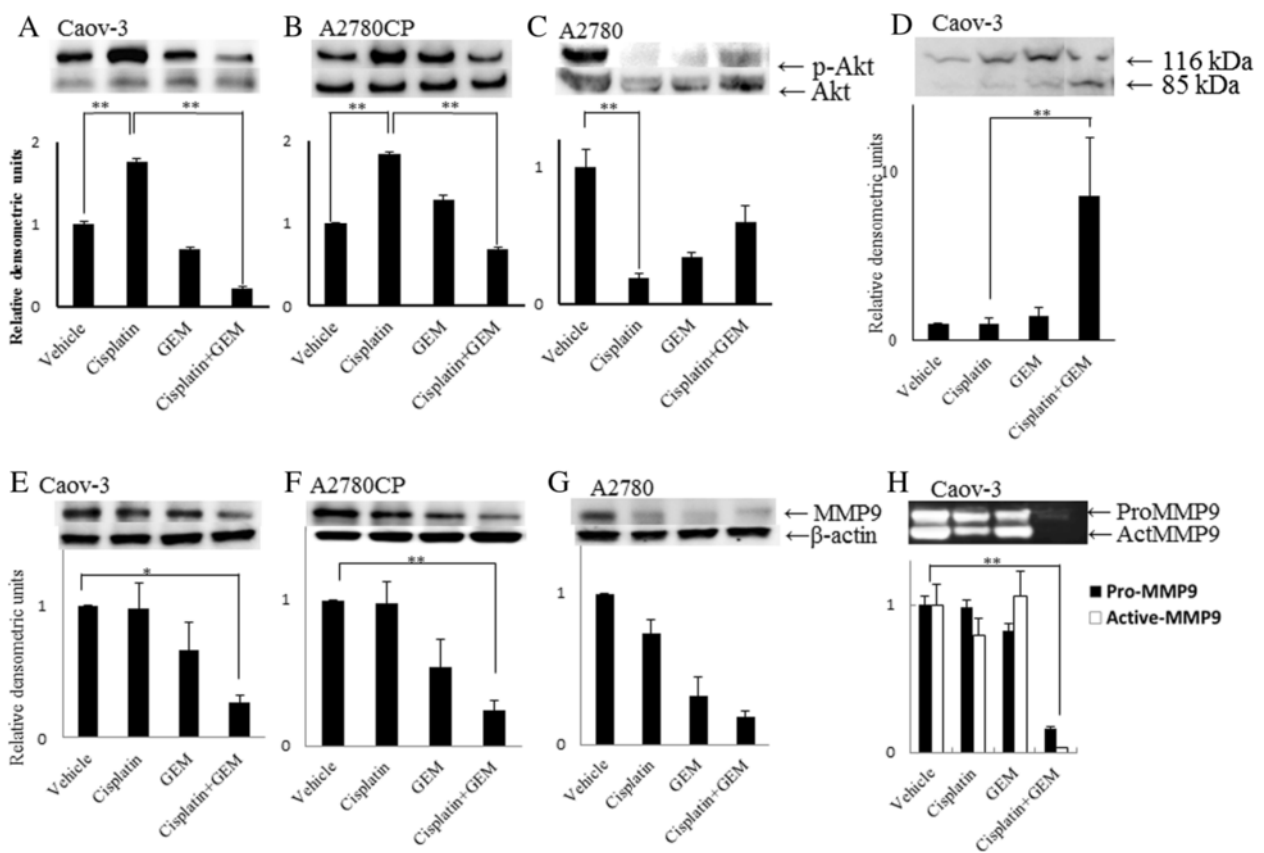 A Caov-3
**
**
Relative densometric units
2
1
0
Vehicle
Cisplatin
GEM
Cisplatin+GEM
B A2780CP
**
**
2
1
0
Vehicle
Cisplatin
GEM
Cisplatin+GEM
C A2780
← p-Akt
← Akt
**
1
0
Vehicle
Cisplatin
GEM
Cisplatin+GEM
D Caov-3
← 116 kDa
← 85 kDa
**
Relative densometric units
10
0
Vehicle
Cisplatin
GEM
Cisplatin+GEM
E Caov-3
*
Relative densometric units
1
0
Vehicle
Cisplatin
GEM
Cisplatin+GEM
F A2780CP
**
1
0
Vehicle
Cisplatin
GEM
Cisplatin+GEM
G A2780
← MMP9
←β-actin
1
0
Vehicle
Cisplatin
GEM
Cisplatin+GEM
H Caov-3
← ProMMP9
← ActMMP9
**
Pro-MMP9
Active-MMP9
1
0
Vehicle
Cisplatin
GEM
Cisplatin+GEM